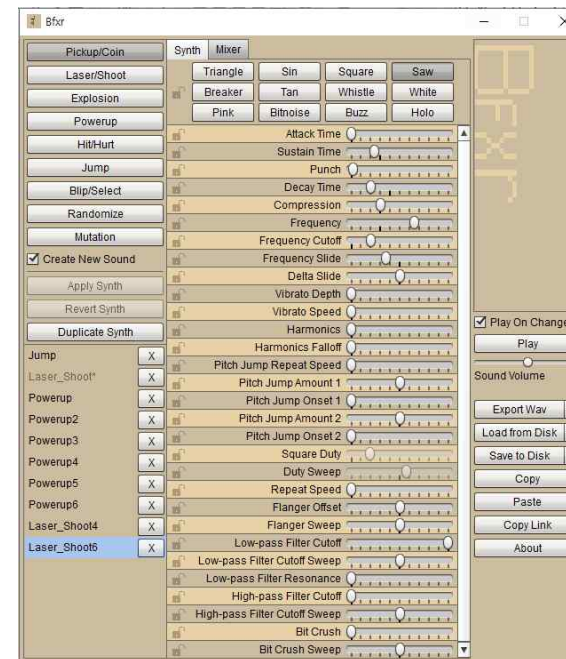 Bfxr
Pickup/Coin
Laser/Shoot
Explosion
Powerup
Hit/Hurt
Jump
Blip/Select
Randomize
Mutation
Create New Sound
Apply Synth
Revert Synth
Duplicate Synth
Jump X
Laser_Shoot* X
Powerup X
Powerup2 X
Powerup3 X
Powerup4 X
Powerup5 X
Powerup6 X
Laser_Shoot4 X
Laser_Shoot6 X
Synth Mixer
Triangle Sin Square Saw
Breaker Tan Whistle White
Pink Bitnoise Buzz Holo
Attack Time
Sustain Time
Punch
Decay Time
Compression
Frequency
Frequency Cutoff
Frequency Slide
Delta Slide
Vibrato Depth
Vibrato Speed
Harmonics
Harmonics Falloff
Pitch Jump Repeat Speed
Pitch Jump Amount 1
Pitch Jump Onset 1
Pitch Jump Amount 2
Pitch Jump Onset 2
Square Duty
Duty Sweep
Repeat Speed
Flanger Offset
Flanger Sweep
Low-pass Filter Cutoff
Low-pass Filter Cutoff Sweep
Low-pass Filter Resonance
High-pass Filter Cutoff
High-pass Filter Cutoff Sweep
Bit Crush
Bit Crush Sweep
Bfxr
Play On Change
Play
Sound Volume
Export Wav
Load from Disk
Save to Disk
Copy
Paste
Copy Link
About